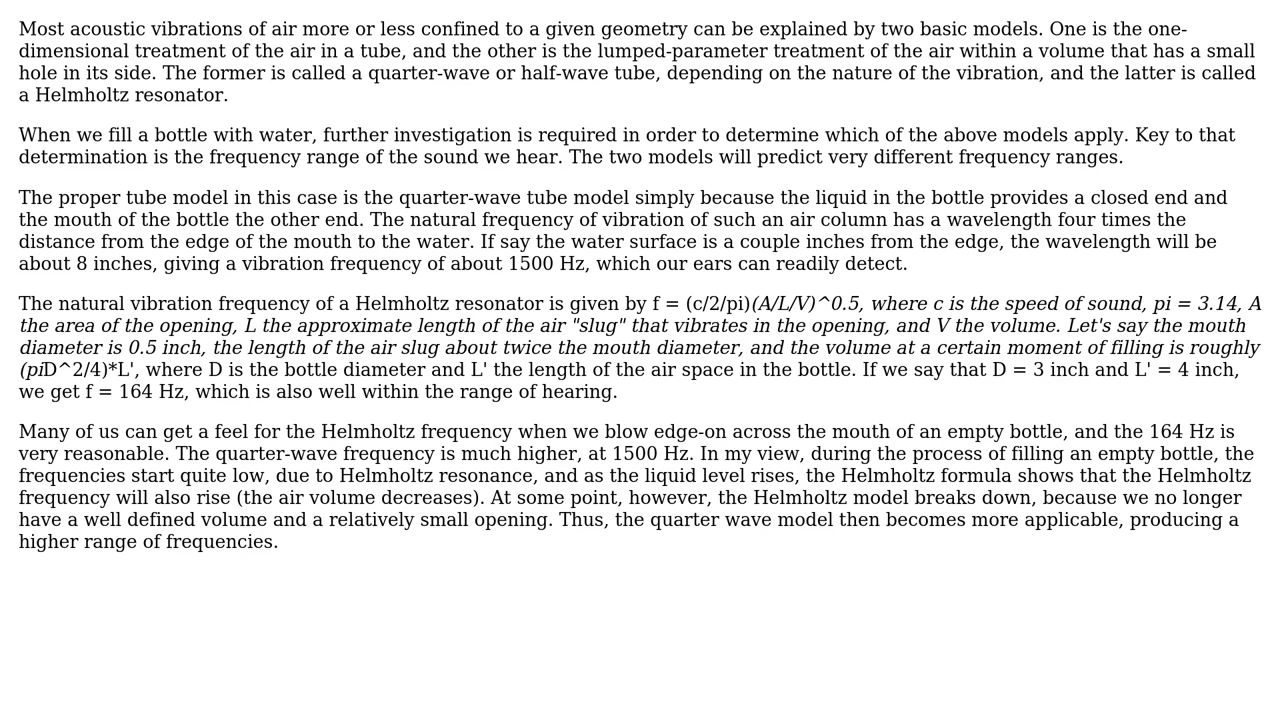 Most acoustic vibrations of air more or less confined to a given geometry can be explained by two basic models. One is the one-
dimensional treatment of the air in a tube, and the other is the lumped-parameter treatment of the air within a volume that has a small
hole in its side. The former is called a quarter-wave or half-wave tube, depending on the nature of the vibration, and the latter is called
a Helmholtz resonator.
When we fill a bottle with water, further investigation is required in order to determine which of the above models apply. Key to that
determination is the frequency range of the sound we hear. The two models will predict very different frequency ranges.
The proper tube model in this case is the quarter-wave tube model simply because the liquid in the bottle provides a closed end and
the mouth of the bottle the other end. The natural frequency of vibration of such an air column has a wavelength four times the
distance from the edge of the mouth to the water. If say the water surface is a couple inches from the edge, the wavelength will be
about 8 inches, giving a vibration frequency of about 1500 Hz, which our ears can readily detect.
The natural vibration frequency of a Helmholtz resonator is given by f = (c/2/pi)(A/L/V)^0.5, where c is the speed of sound, pi = 3.14, A
the area of the opening, L the approximate length of the air "slug" that vibrates in the opening, and V the volume. Let's say the mouth
diameter is 0.5 inch, the length of the air slug about twice the mouth diameter, and the volume at a certain moment of filling is roughly
(piD^2/4)*L', where D is the bottle diameter and L' the length of the air space in the bottle. If we say that D = 3 inch and L' = 4 inch,
we get f = 164 Hz, which is also well within the range of hearing.
Many of us can get a feel for the Helmholtz frequency when we blow edge-on across the mouth of an empty bottle, and the 164 Hz is
very reasonable. The quarter-wave frequency is much higher, at 1500 Hz. In my view, during the process of filling an empty bottle, the
frequencies start quite low, due to Helmholtz resonance, and as the liquid level rises, the Helmholtz formula shows that the Helmholtz
frequency will also rise (the air volume decreases). At some point, however, the Helmholtz model breaks down, because we no longer
have a well defined volume and a relatively small opening. Thus, the quarter wave model then becomes more applicable, producing a
higher range of frequencies.